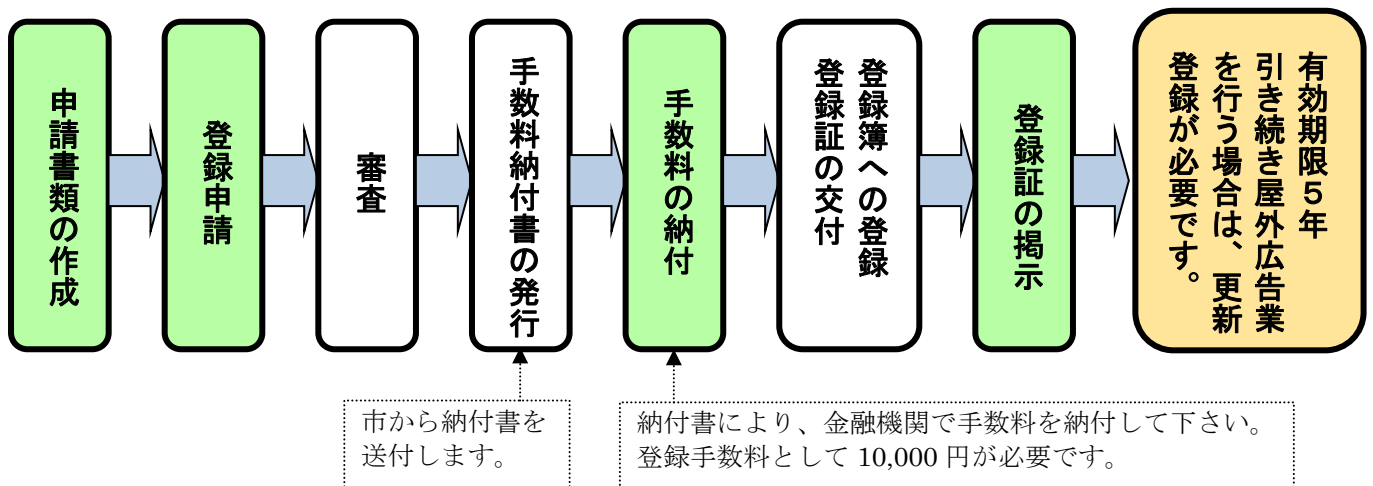 申請書類の作成
登録申請
審査
手数料納付書の発行
手数料の納付
登録簿への登録
登録証の交付
登録証の掲示
有効期限５年
引き続き屋外広告業
を行う場合は、更新
登録が必要です。
市から納付書を
送付します。
納付書により、金融機関で手数料を納付して下さい。
登録手数料として 10,000 円が必要です。